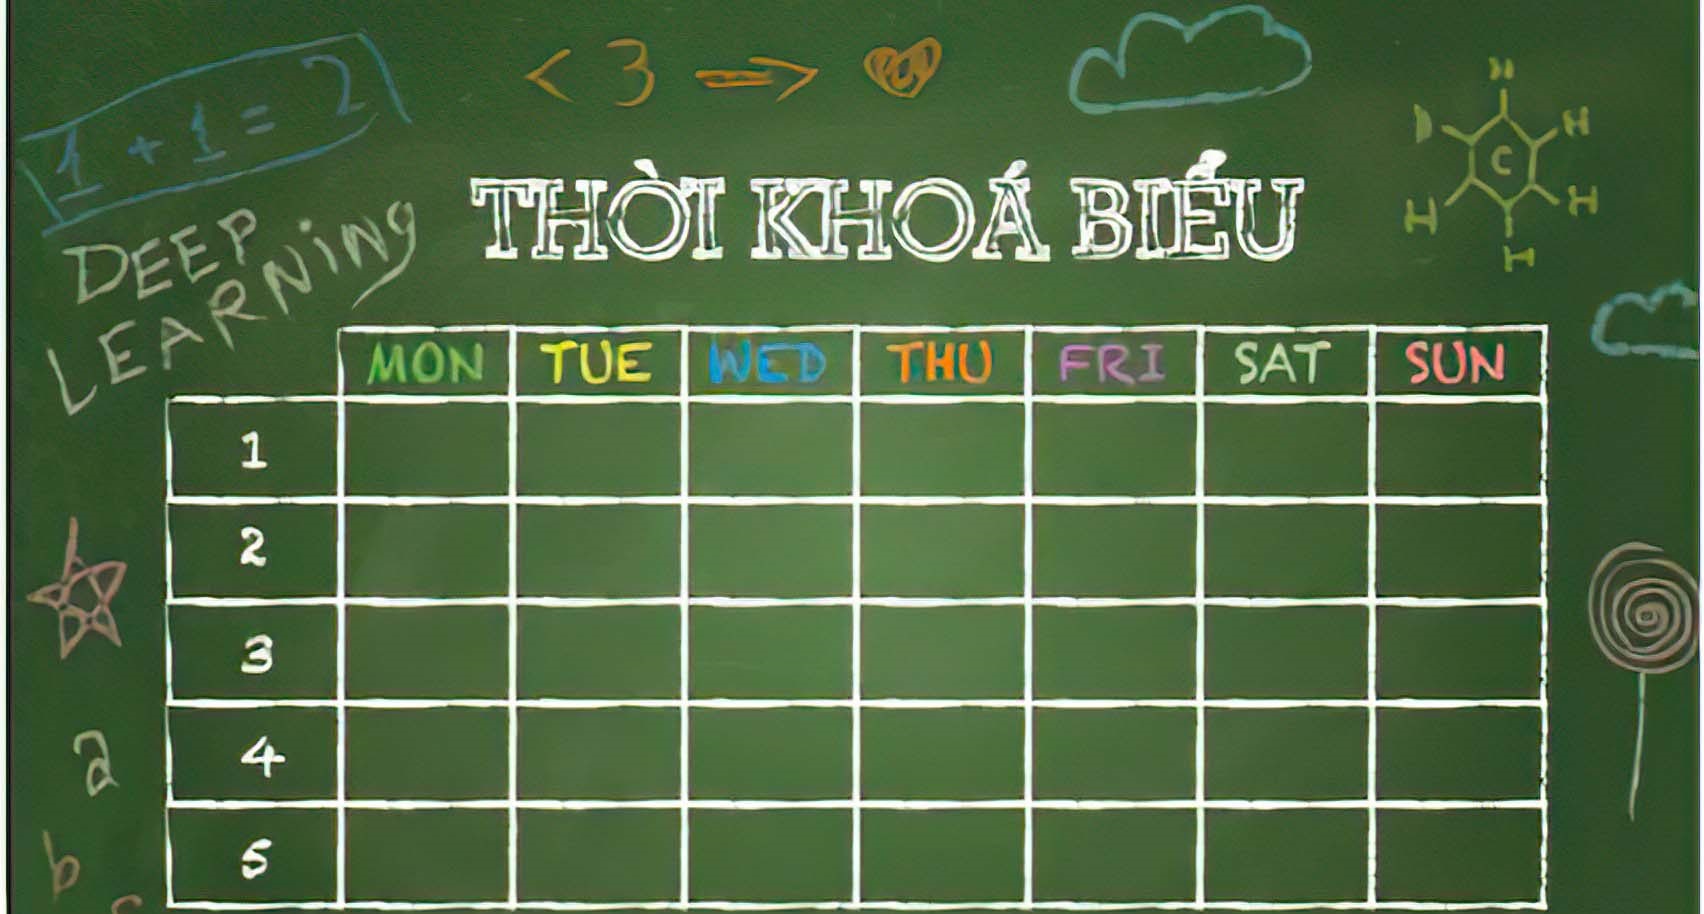 1 + 1 = 2
< 3 => 
THỜI KHOÁ BIỂU
DEEP
LEARNing
H
H
H
C
H
H
MON TUE WED THU FRI SAT SUN
1
2
3
4
5
a
b